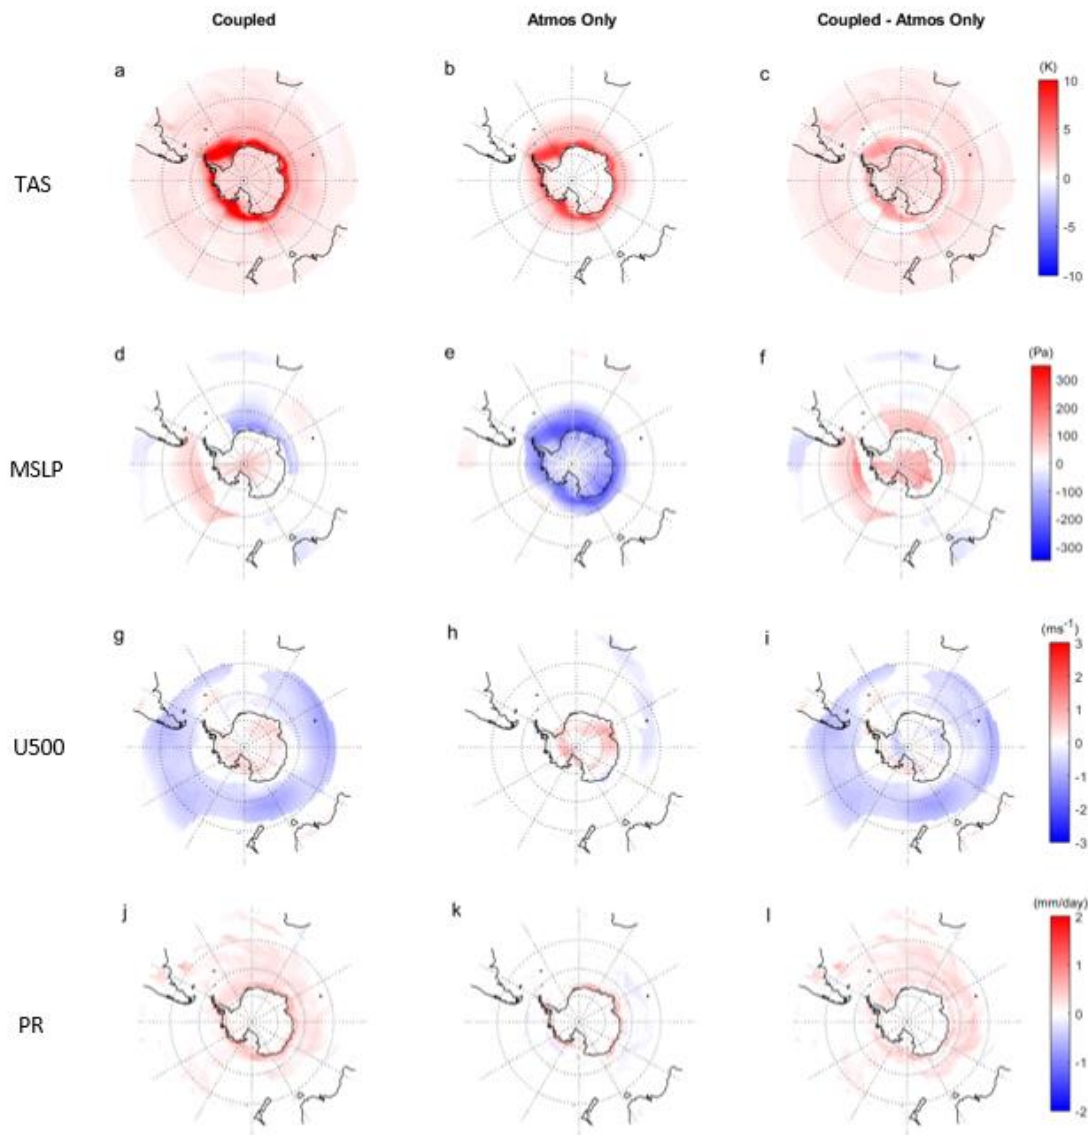 Coupled Atmos Only Coupled - Atmos Only
a b c (K)
10
5
TAS 0
-5
-10
d e f (Pa)
300
200
100
MSLP 0
-100
-200
-300
g h i (ms⁻¹)
3
2
1
U500 0
-1
-2
-3
j k l (mm/day)
2
1
PR 0
-1
-2